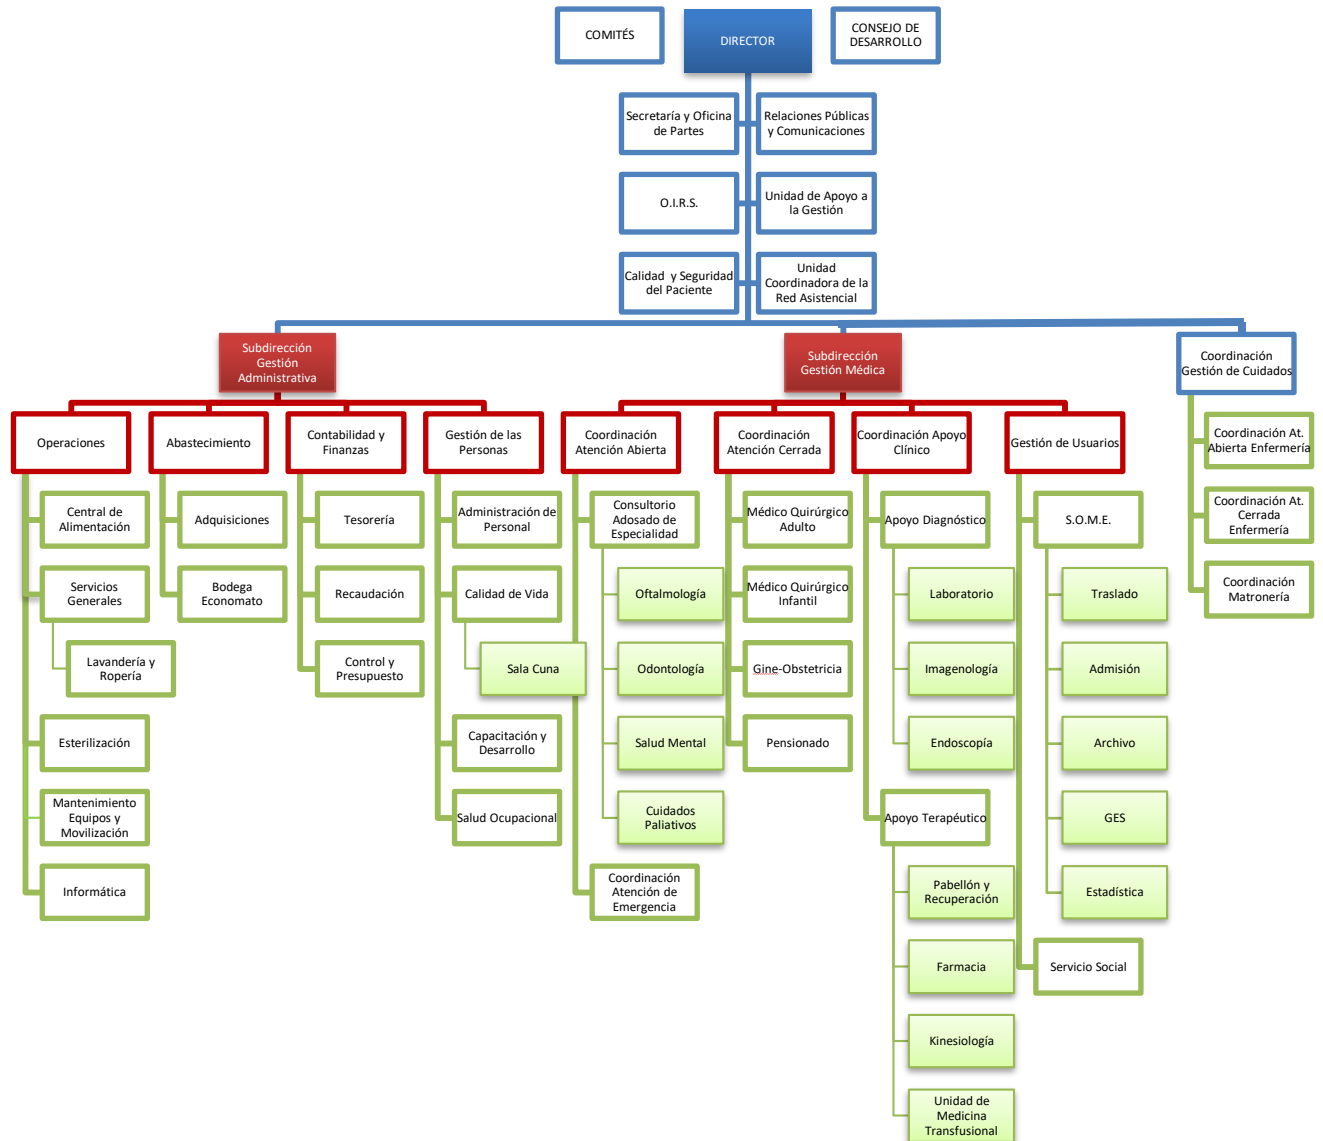 COMITÉS
DIRECTOR
CONSEJO DE
DESARROLLO
Secretaría y Oficina
de Partes
Relaciones Públicas
y Comunicaciones
O.I.R.S.
Unidad de Apoyo a
la Gestión
Calidad y Seguridad
del Paciente
Unidad
Coordinadora de la
Red Asistencial
Subdirección
Gestión
Administrativa
Subdirección
Gestión Médica
Coordinación
Gestión de Cuidados
Operaciones
Abastecimiento
Contabilidad y
Finanzas
Gestión de las
Personas
Coordinación
Atención Abierta
Coordinación
Atención Cerrada
Coordinación Apoyo
Clínico
Gestión de Usuarios
Coordinación At.
Abierta Enfermería
Central de
Alimentación
Adquisiciones
Tesorería
Administración de
Personal
Consultorio
Adosado de
Especialidad
Médico Quirúrgico
Adulto
Apoyo Diagnóstico
S.O.M.E.
Coordinación At.
Cerrada
Enfermería
Servicios
Generales
Bodega
Economato
Recaudación
Calidad de Vida
Oftalmología
Médico Quirúrgico
Infantil
Laboratorio
Traslado
Coordinación
Matronería
Lavandería y
Ropería
Control y
Presupuesto
Sala Cuna
Odontología
Gine-Obstetricia
Imagenología
Admisión
Esterilización
Capacitación y
Desarrollo
Salud Mental
Pensionado
Endoscopía
Archivo
Mantenimiento
Equipos y
Movilización
Salud Ocupacional
Cuidados
Paliativos
Apoyo Terapéutico
GES
Informática
Coordinación
Atención de
Emergencia
Pabellón y
Recuperación
Estadística
Farmacia
Servicio Social
Kinesiología
Unidad de
Medicina
Transfusional